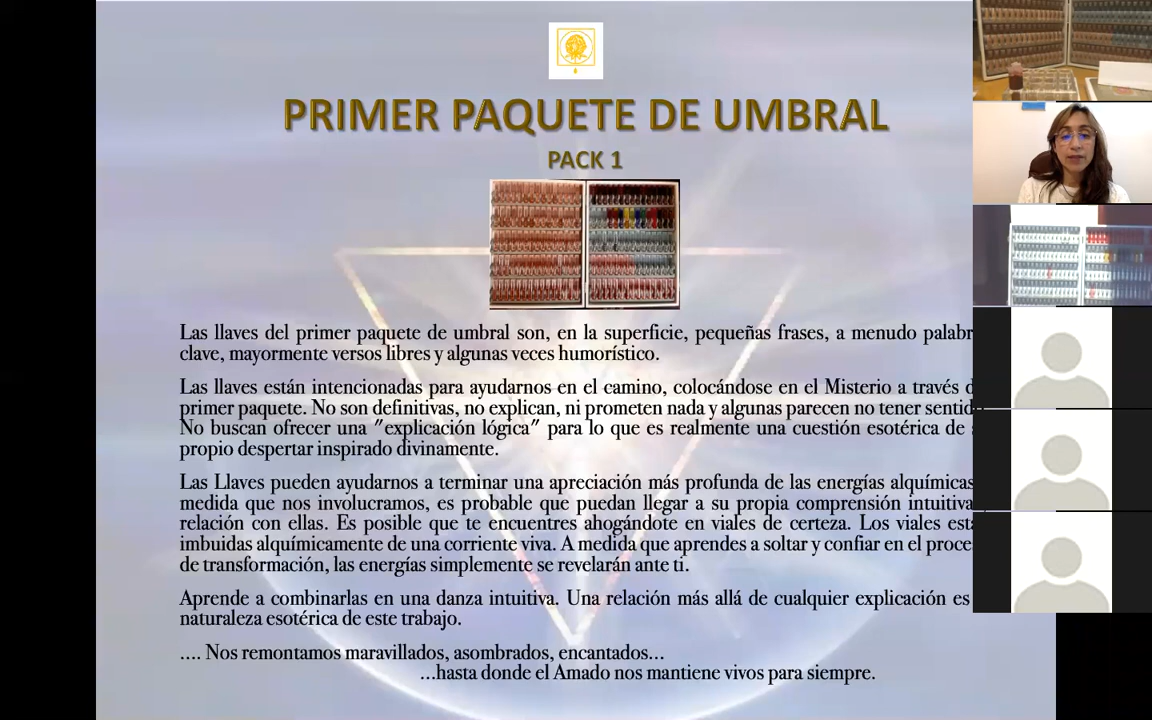 PRIMER PAQUETE DE UMBRAL
PACK 1
Las llaves del primer paquete de umbral son, en la superficie, pequeñas frases, a menudo
clave, mayormente versos libres y algunas veces humorístico.
Las llaves están intencionadas para ayudarnos en el camino, colocándose en el Misterio a través
primer paquete. No son definitivas, no explican, ni prometen nada y algunas parecen no tener
No buscan ofrecer una "explicación lógica" para lo que es realmente una cuestión esotérica de
propio despertar inspirado divinamente.
Las Llaves pueden ayudarnos a terminar una apreciación más profunda de las energías alquímicas
medida que nos involucramos, es probable que puedan llegar a su propia comprensión intuitiva
relación con ellas. Es posible que te encuentres ahogándote en viales de certeza. Los viales
imbuidas alquímicamente de una corriente viva. A medida que aprendes a soltar y confiar en el
de transformación, las energías simplemente se revelarán ante ti.
Aprende a combinarlas en una danza intuitiva. Una relación más allá de cualquier explicación es
naturaleza esotérica de este trabajo.
.... Nos remontamos maravillados, asombrados, encantados...
...hasta donde el Amado nos mantiene vivos para siempre.